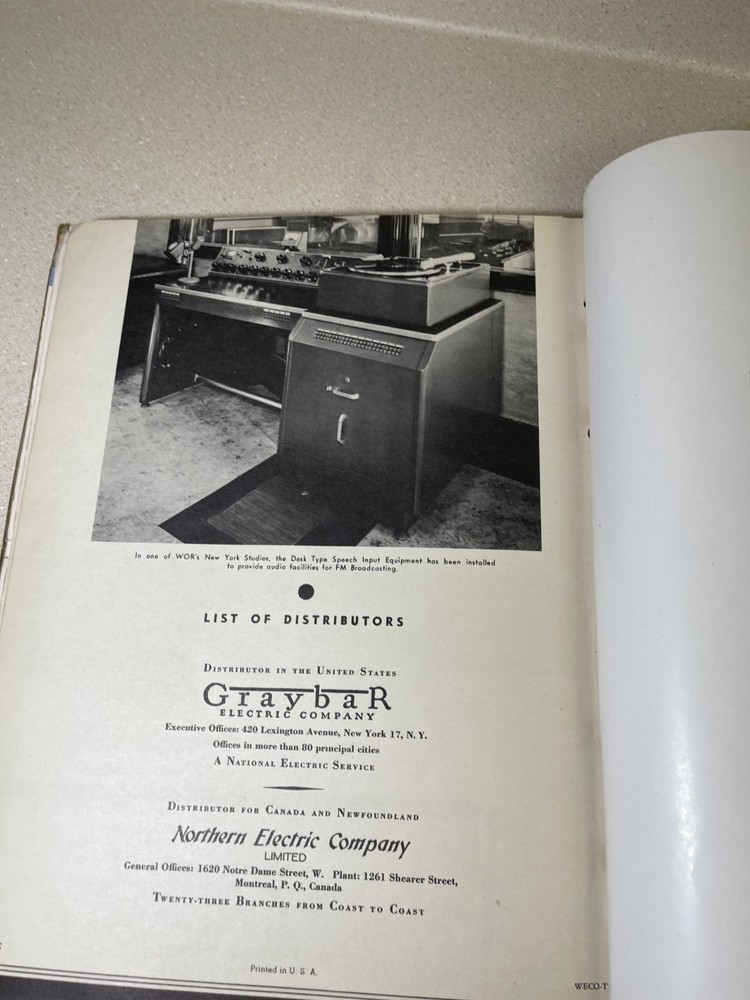 In one of WOR's New York Studios, the Desk Type Speech Input Equipment has been installed
to provide audio facilities for FM Broadcasting.
LIST OF DISTRIBUTORS
DISTRIBUTOR IN THE UNITED STATES
GraybaR
ELECTRIC COMPANY
Executive Offices: 420 Lexington Avenue, New York 17, N. Y.
Offices in more than 80 principal cities
A NATIONAL ELECTRIC SERVICE
DISTRIBUTOR FOR CANADA AND NEWFOUNDLAND
Northern Electric Company
LIMITED
General Offices: 1620 Notre Dame Street, W. Plant: 1261 Shearer Street,
Montreal, P. Q., Canada
TWENTY-THREE BRANCHES FROM COAST TO COAST
Printed in U. S. A.
WECO-T